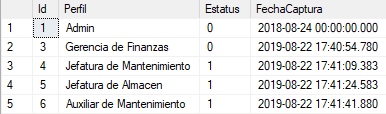 Id Perfil Estatus FechaCaptura
1 1 Admin 0 2018-08-24 00:00:00.000
2 3 Gerencia de Finanzas 0 2019-08-22 17:40:54.780
3 4 Jefatura de Mantenimiento 1 2019-08-22 17:41:09.383
4 5 Jefatura de Almacen 1 2019-08-22 17:41:24.583
5 6 Auxiliar de Mantenimiento 1 2019-08-22 17:41:41.880